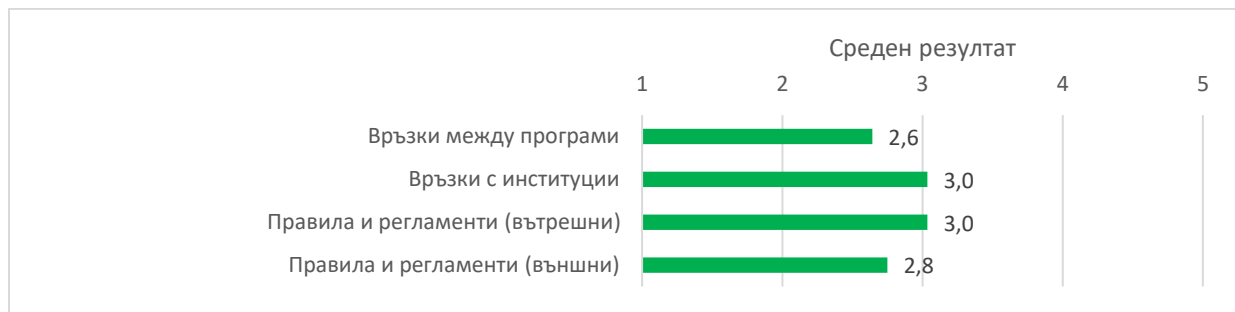 Среден резултат
1 2 3 4 5
Връзки между програми 2,6
Връзки с институции 3,0
Правила и регламенти (вътрешни) 3,0
Правила и регламенти (външни) 2,8